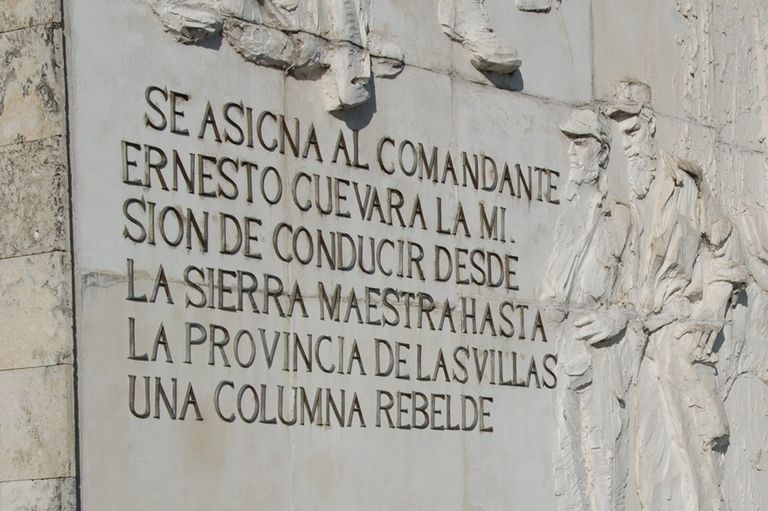 SE ASIGNA AL COMANDANTE
ERNESTO GUEVARA LA MI.
SION DE CONDUCIR DESDE
LA SIERRA MAESTRA HASTA
LA PROVINCIA DE LAS VILLAS
UNA COLUMNA REBELDE